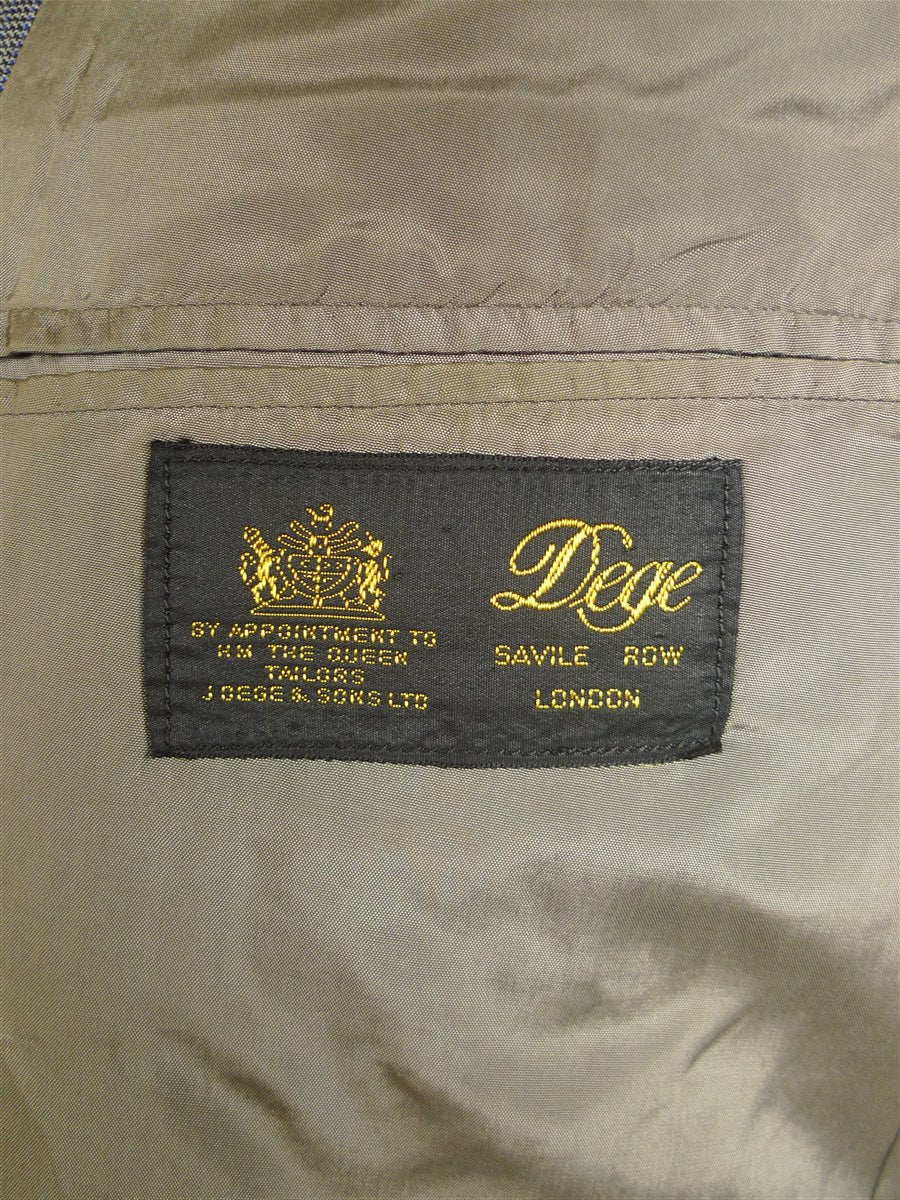 BY APPOINTMENT TO
H M THE QUEEN
TAILORS
J DEGE & SONS LTD
Dege
SAVILE ROW
LONDON